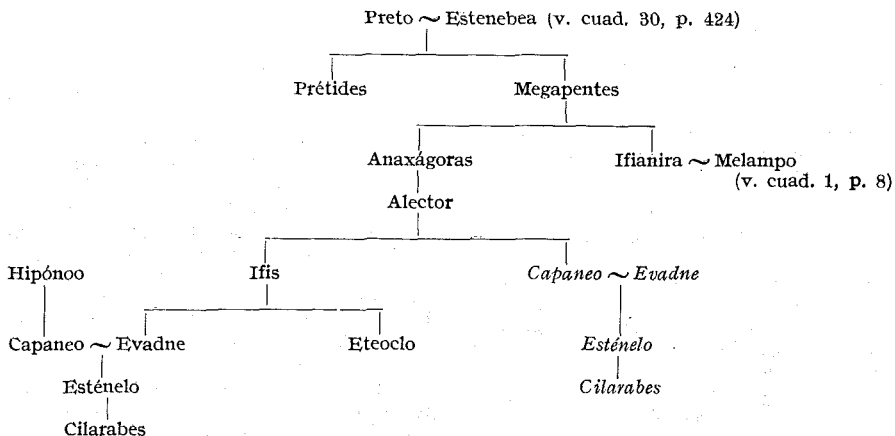 Preto ~ Estenebea (v. cuad. 30, p. 424)
Prétides Megapentes
Anaxágoras Ifianira ~ Melampo
(v. cuad. 1, p. 8)
Alector
Hipónoo Ifis Capaneo ~ Evadne
Capaneo ~ Evadne Eteoclo Esténelo
Esténelo Cilarabes
Cilarabes